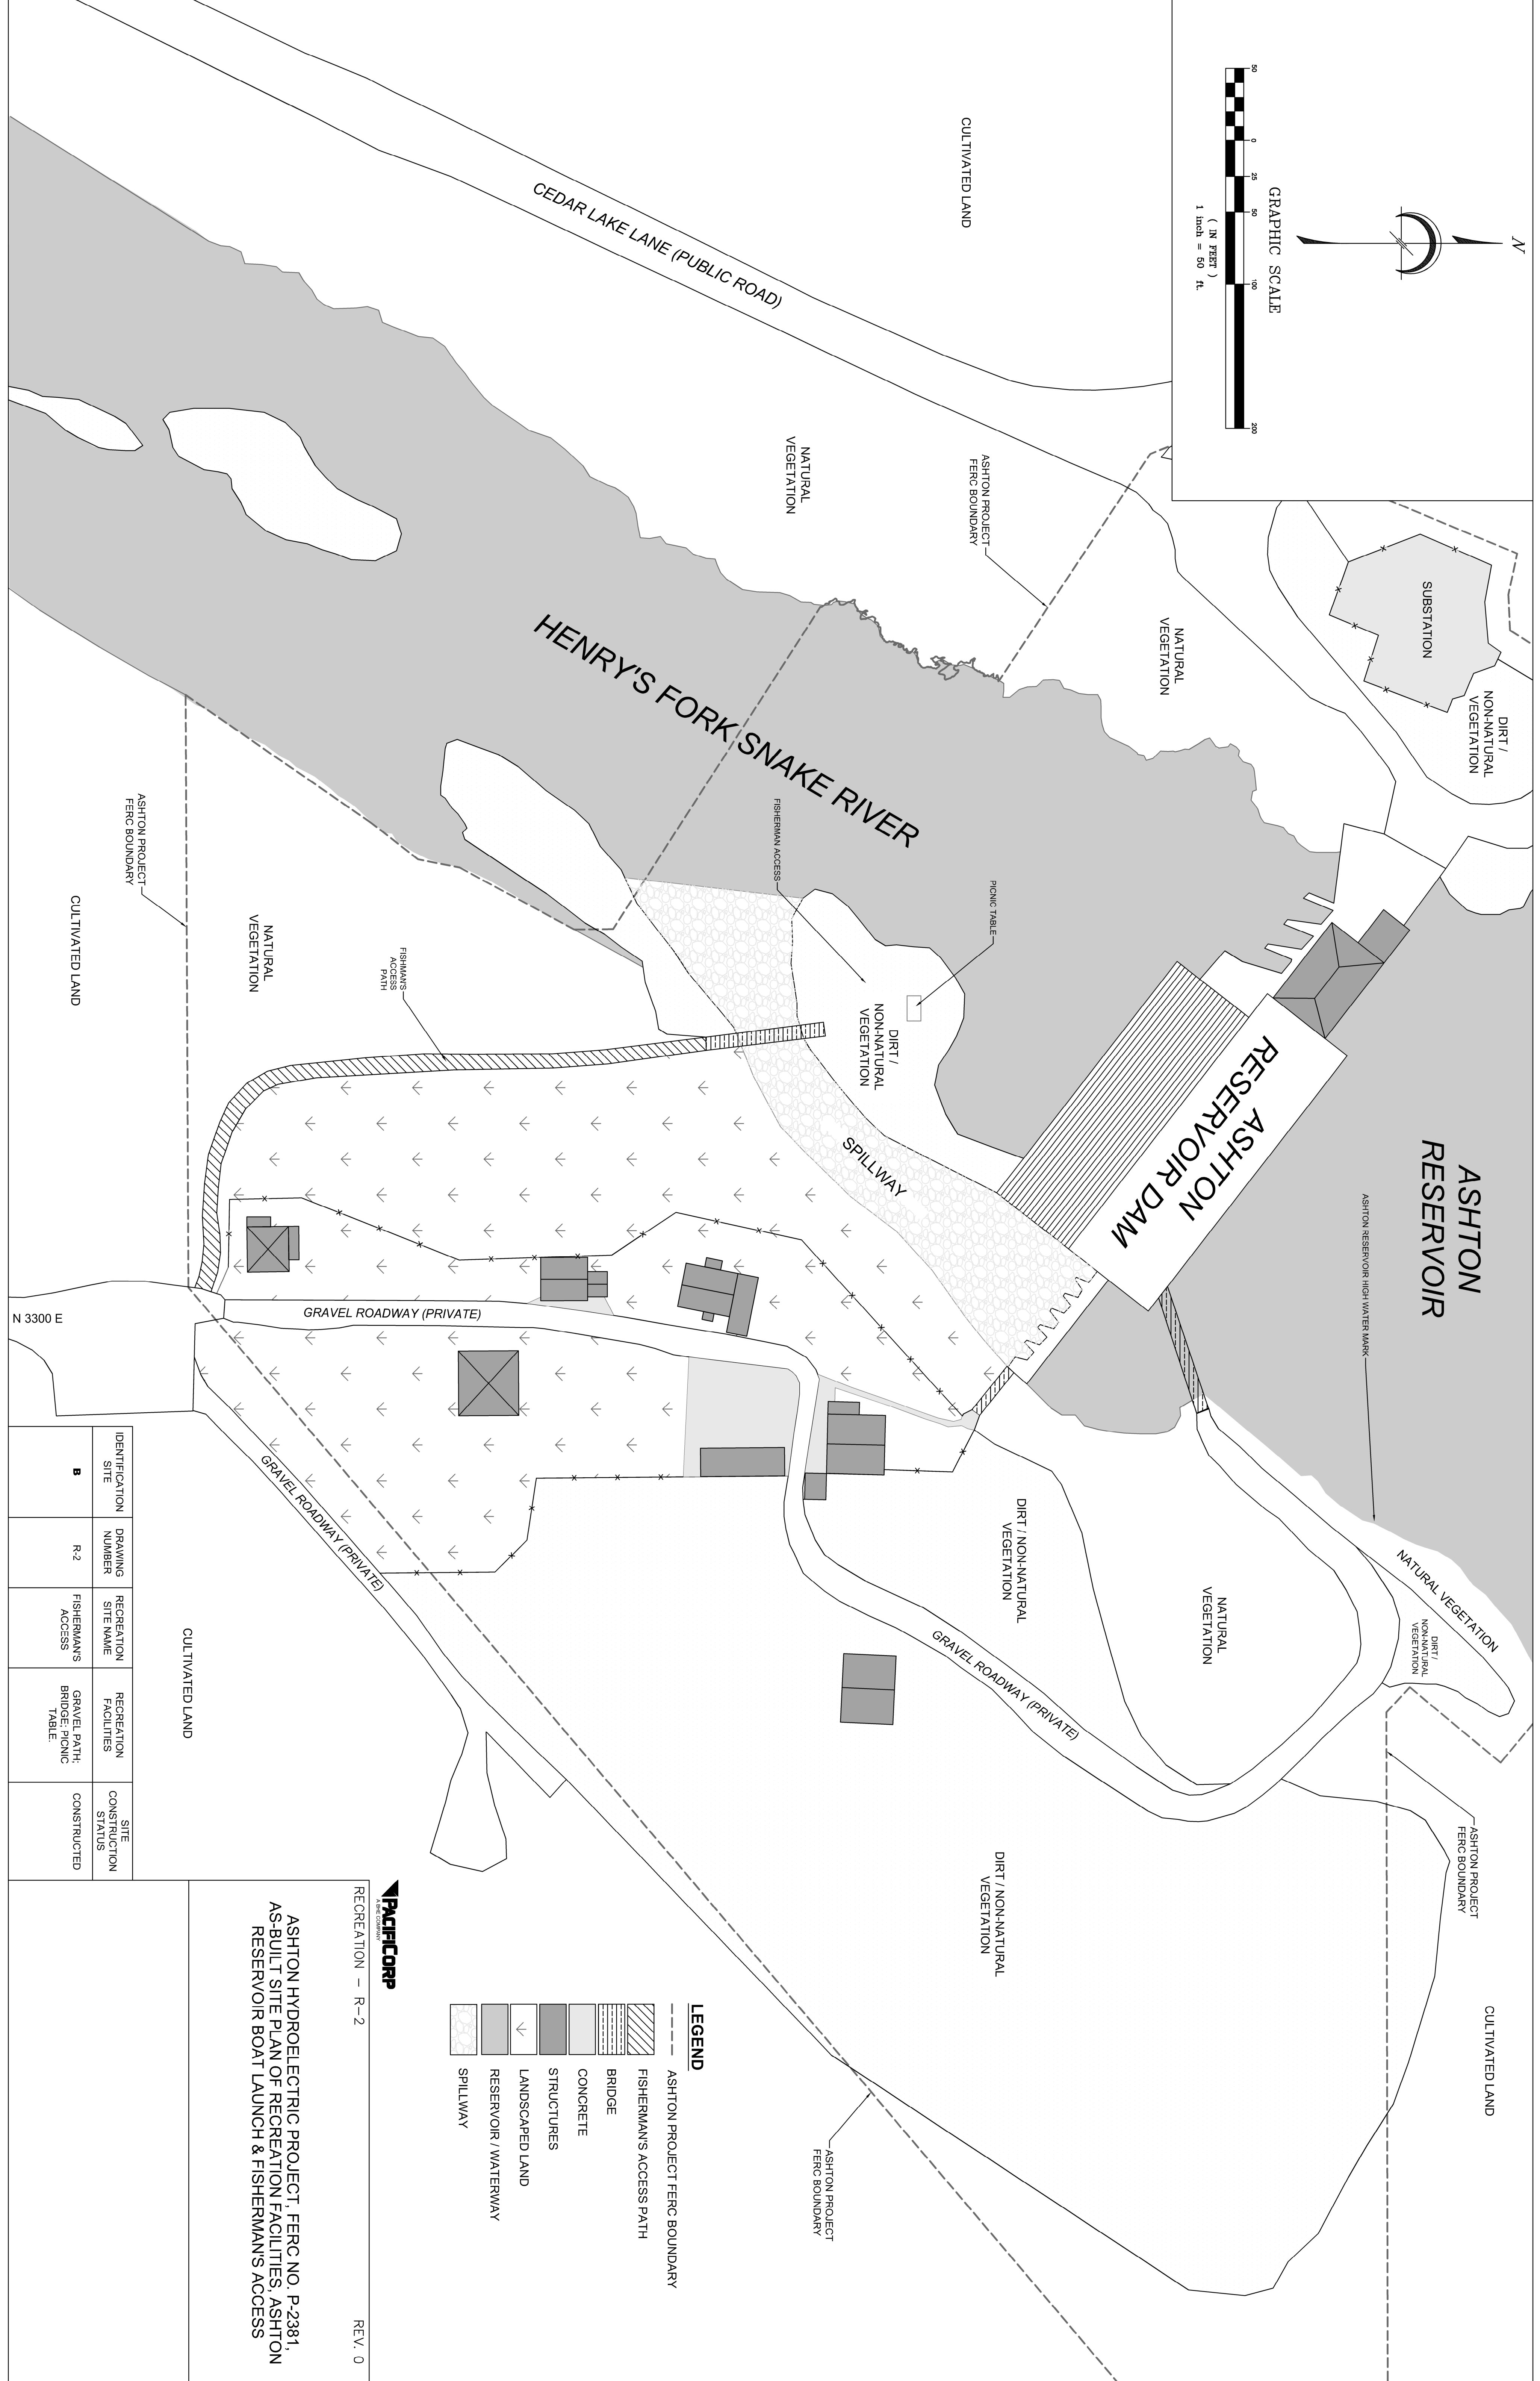 N
GRAPHIC SCALE
50
0
25
50
100
200
( IN FEET )
1 inch = 50 ft.
SUBSTATION
DIRT /
NON-NATURAL
VEGETATION
ASHTON
RESERVOIR
ASHTON RESERVOIR HIGH WATER MARK
NATURAL VEGETATION
DIRT /
NON-NATURAL
VEGETATION
ASHTON PROJECT
FERC BOUNDARY
CULTIVATED LAND
CULTIVATED LAND
CEDAR LAKE LANE (PUBLIC ROAD)
NATURAL
VEGETATION
ASHTON PROJECT
FERC BOUNDARY
NATURAL
VEGETATION
ASHTON
RESERVOIR DAM
NATURAL
VEGETATION
HENRY'S FORK SNAKE RIVER
FISHERMAN ACCESS
PICNIC TABLE
DIRT /
NON-NATURAL
VEGETATION
SPILLWAY
DIRT / NON-NATURAL
VEGETATION
GRAVEL ROADWAY (PRIVATE)
DIRT / NON-NATURAL
VEGETATION
ASHTON PROJECT
FERC BOUNDARY
ASHTON PROJECT
FERC BOUNDARY
CULTIVATED LAND
NATURAL
VEGETATION
FISHMAN'S
ACCESS
PATH
GRAVEL ROADWAY (PRIVATE)
N 3300 E
GRAVEL ROADWAY (PRIVATE)
CULTIVATED LAND
LEGEND
ASHTON PROJECT FERC BOUNDARY
FISHERMAN'S ACCESS PATH
BRIDGE
CONCRETE
STRUCTURES
LANDSCAPED LAND
RESERVOIR / WATERWAY
SPILLWAY
IDENTIFICATION
SITE
DRAWING
NUMBER
RECREATION
SITE NAME
RECREATION
FACILITIES
SITE
CONSTRUCTION
STATUS
B
R-2
FISHERMAN'S
ACCESS
GRAVEL PATH;
BRIDGE; PICNIC
TABLE.
CONSTRUCTED
PACIFICORP
A BHE COMPANY
RECREATION - R-2
REV. 0
ASHTON HYDROELECTRIC PROJECT, FERC NO. P-2381,
AS-BUILT SITE PLAN OF RECREATION FACILITIES, ASHTON
RESERVOIR BOAT LAUNCH & FISHERMAN'S ACCESS